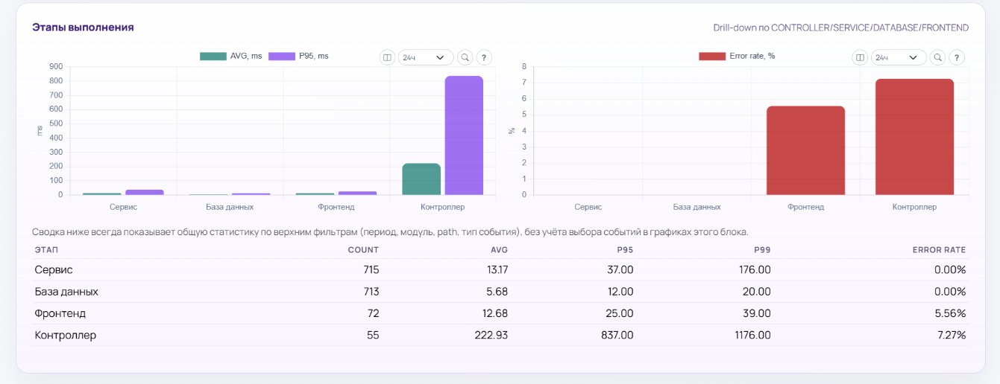 Этапы выполнения
Drill-down по CONTROLLER/SERVICE/DATABASE/FRONTEND
AVG, ms P95, ms
24ч ?
900
800
700
600
500
400
300
200
100
0
ms
Сервис База данных Фронтенд Контроллер
Error rate, %
24ч ?
8
7
6
5
4
3
2
1
0
%
Сервис База данных Фронтенд Контроллер
Сводка ниже всегда показывает общую статистику по верхним фильтрам (период, модуль, path, тип события), без учёта выбора событий в графиках этого блока.
ЭТАП COUNT AVG P95 P99 ERROR RATE
Сервис 715 13.17 37.00 176.00 0.00%
База данных 713 5.68 12.00 20.00 0.00%
Фронтенд 72 12.68 25.00 39.00 5.56%
Контроллер 55 222.93 837.00 1176.00 7.27%